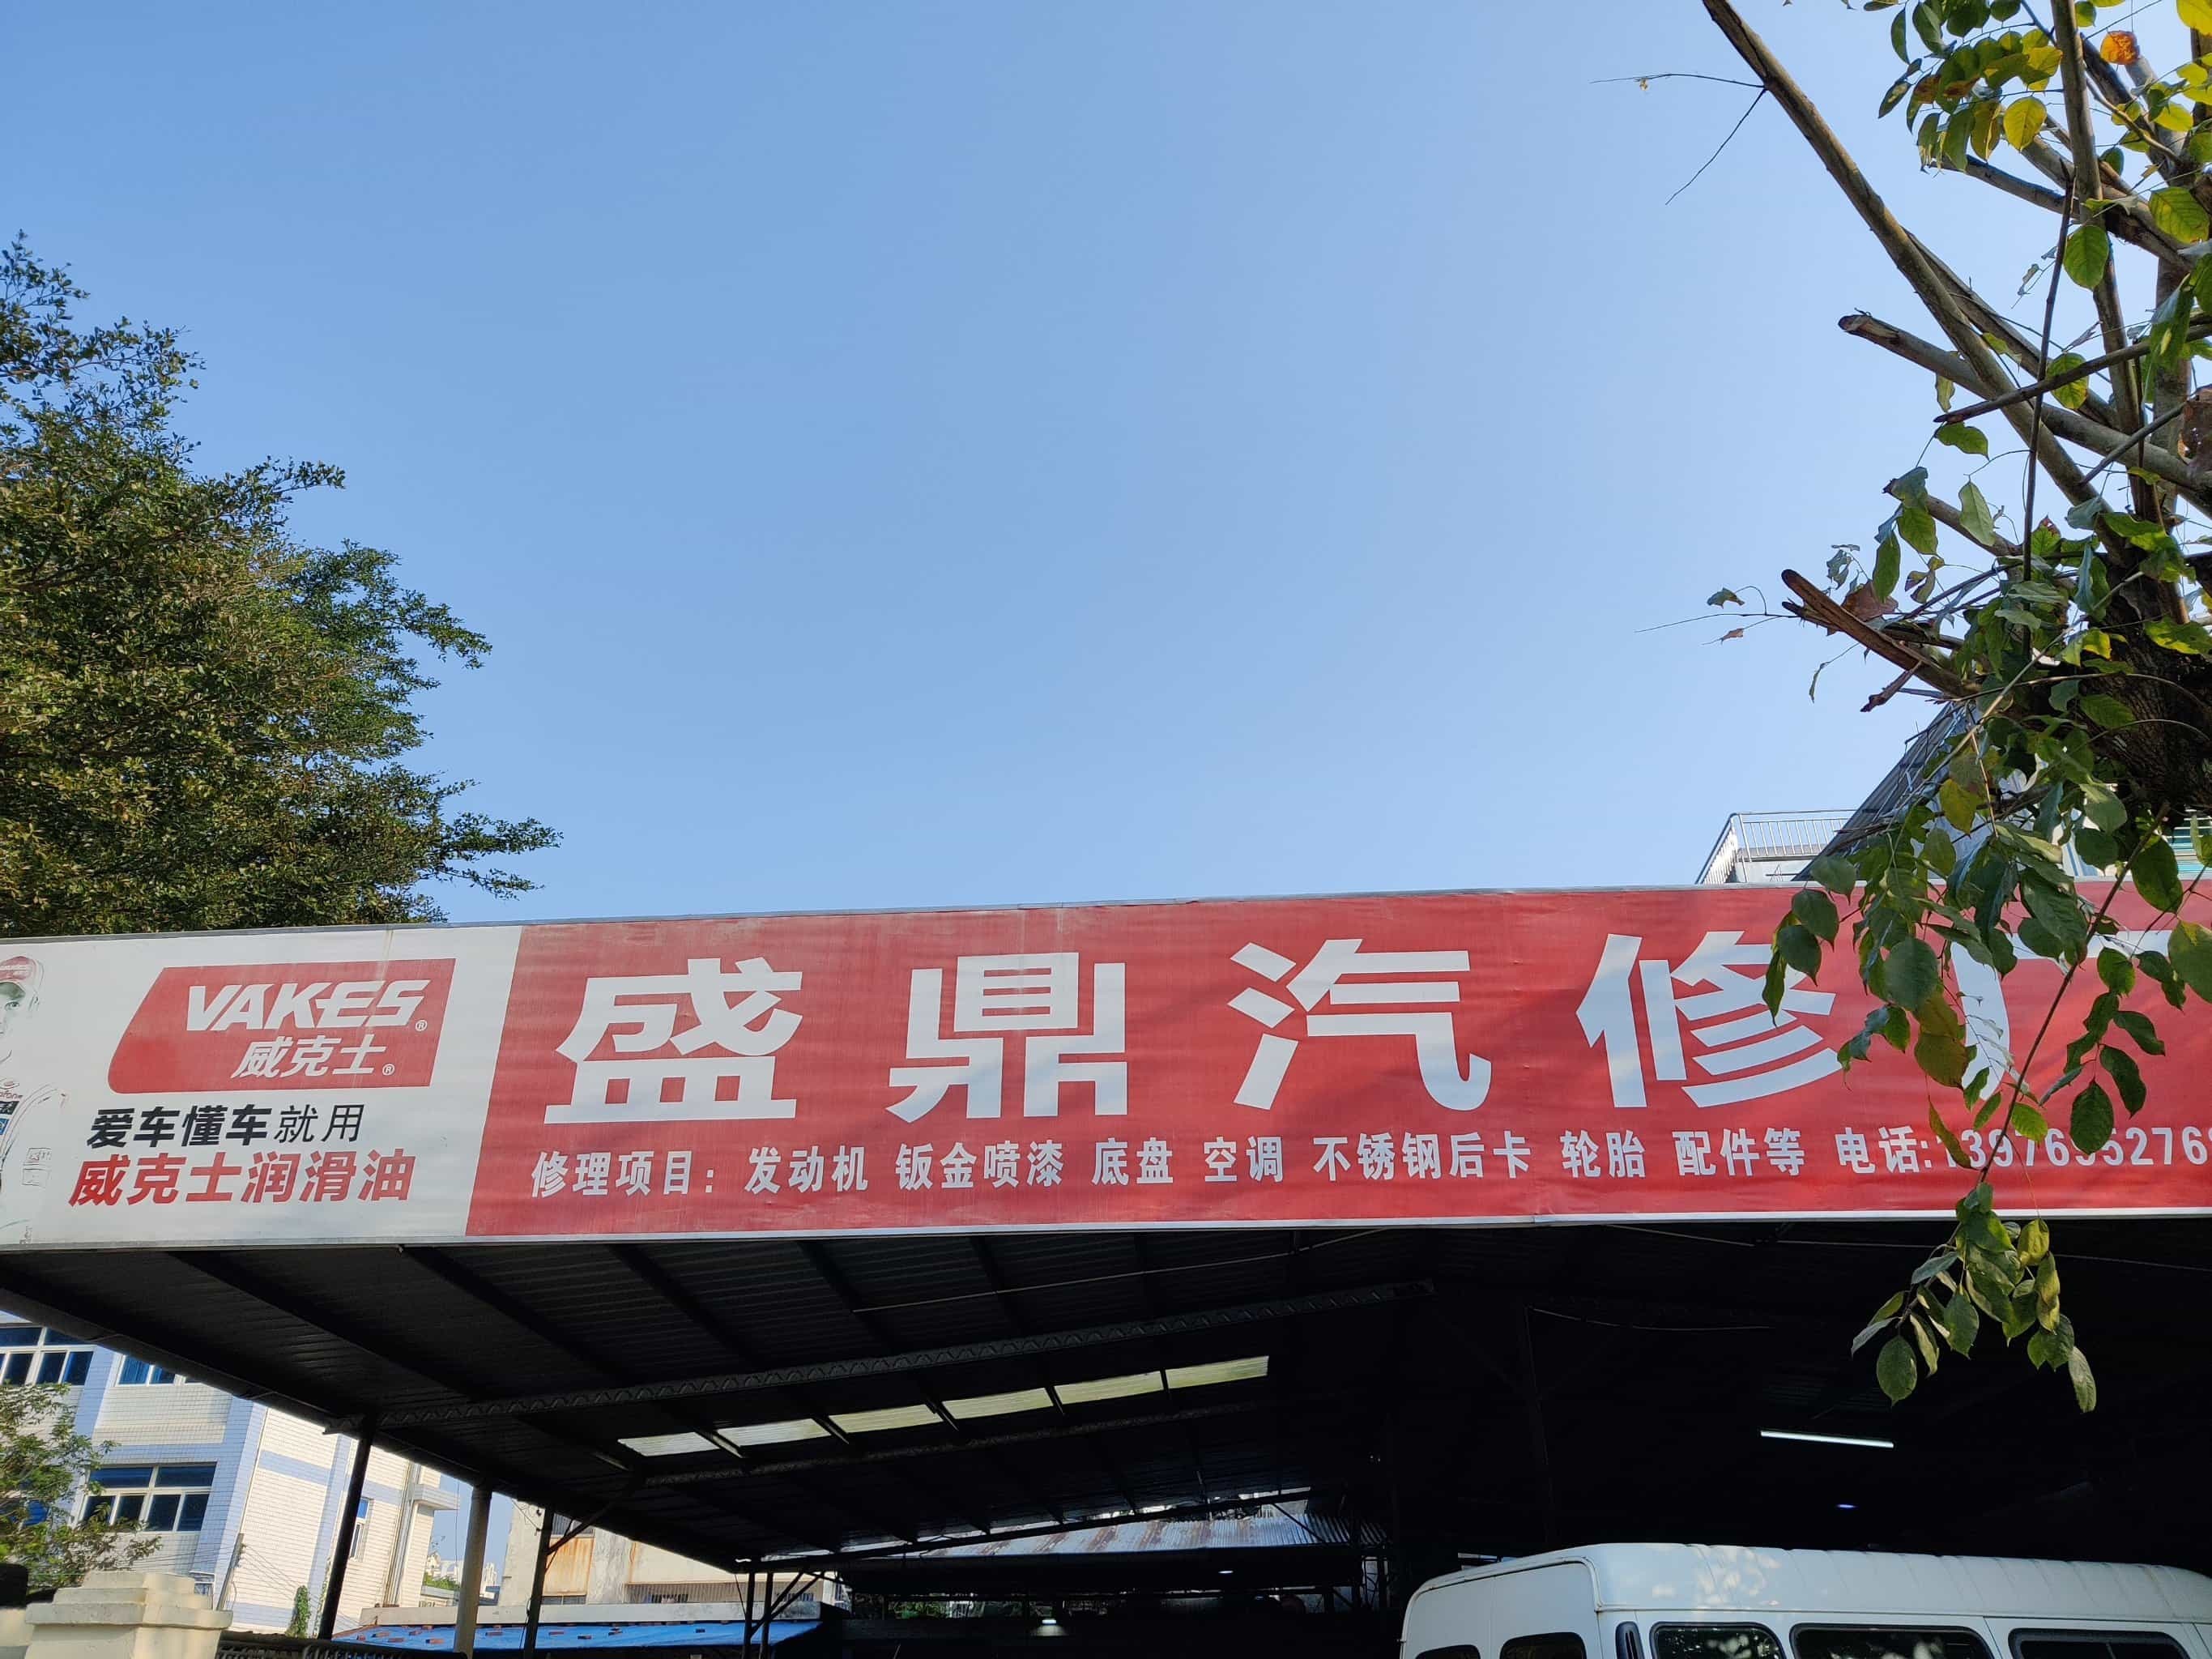 VAKES®
威克士®
爱车懂车就用
威克士润滑油
盛鼎汽修厂
修理项目：发动机 钣金喷漆 底盘 空调 不锈钢后卡 轮胎 配件等 电话: